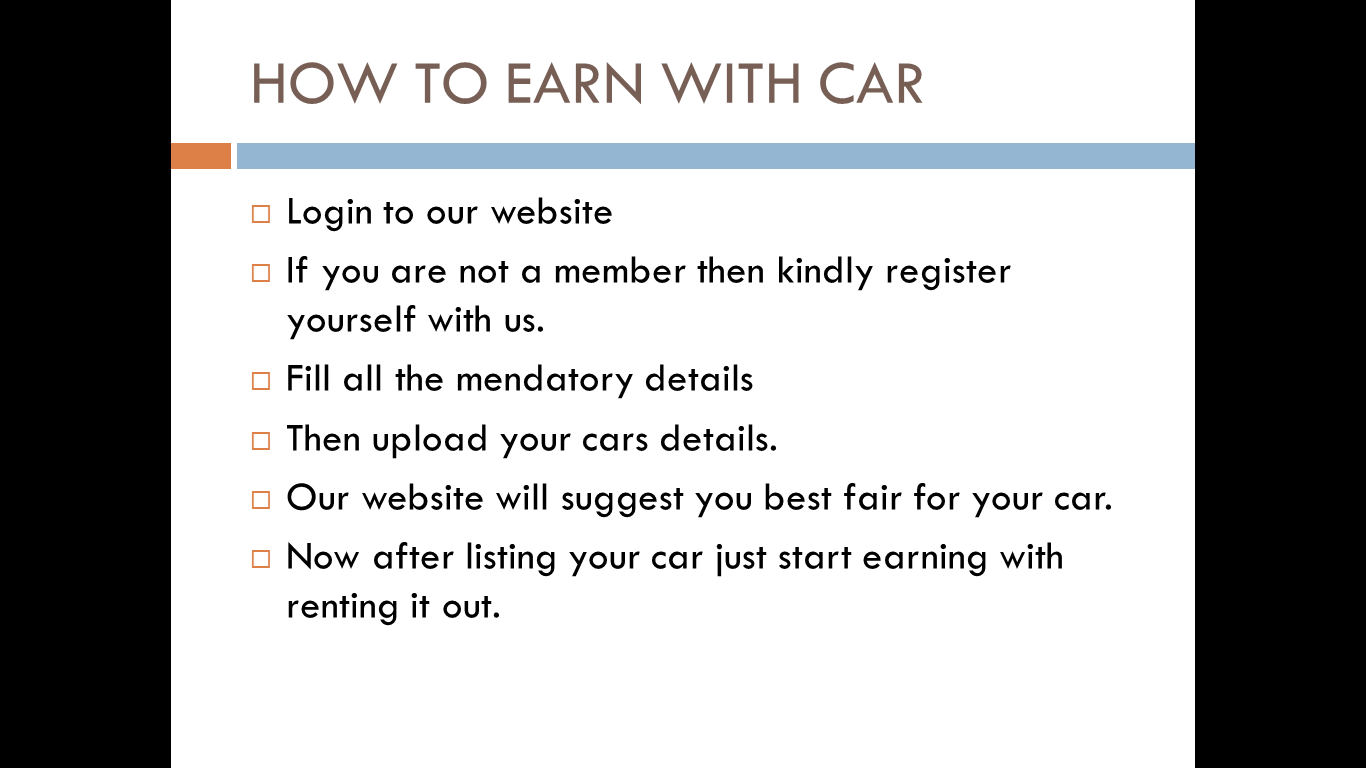 HOW TO EARN WITH CAR
Login to our website
If you are not a member then kindly register
yourself with us.
Fill all the mendatory details
Then upload your cars details.
Our website will suggest you best fair for your car.
Now after listing your car just start earning with
renting it out.